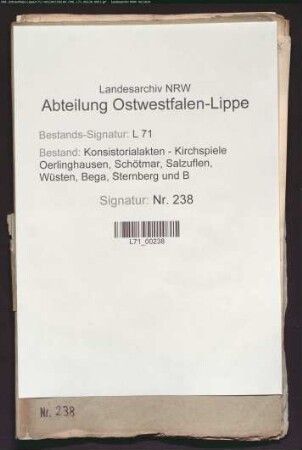 Landesarchiv NRW
Abteilung Ostwestfalen-Lippe
Bestands-Signatur: L 71
Bestand: Konsistorialakten - Kirchspiele
Oerlinghausen, Schötmar, Salzuflen,
Wüsten, Bega, Sternberg und B
Signatur: Nr. 238
L71_00238
Nr. 238